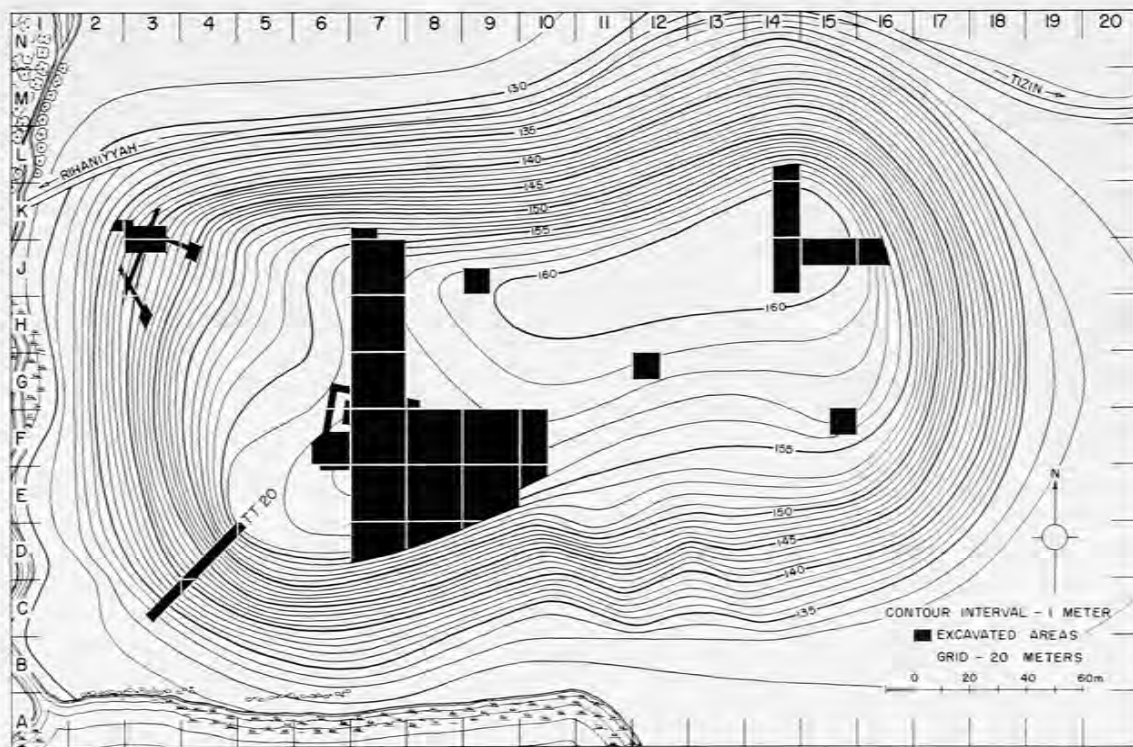 1 2 3 4 5 6 7 8 9 10 11 12 13 14 15 16 17 18 19 20
N
M
L
K
J
H
G
F
E
D
C
B
A
TIZIN
RIHANIYYAH
130
135
140
145
150
155
160
160
160
155
150
145
140
135
TT 20
N
CONTOUR INTERVAL - 1 METER
EXCAVATED AREAS
GRID - 20 METERS
0 20 60m